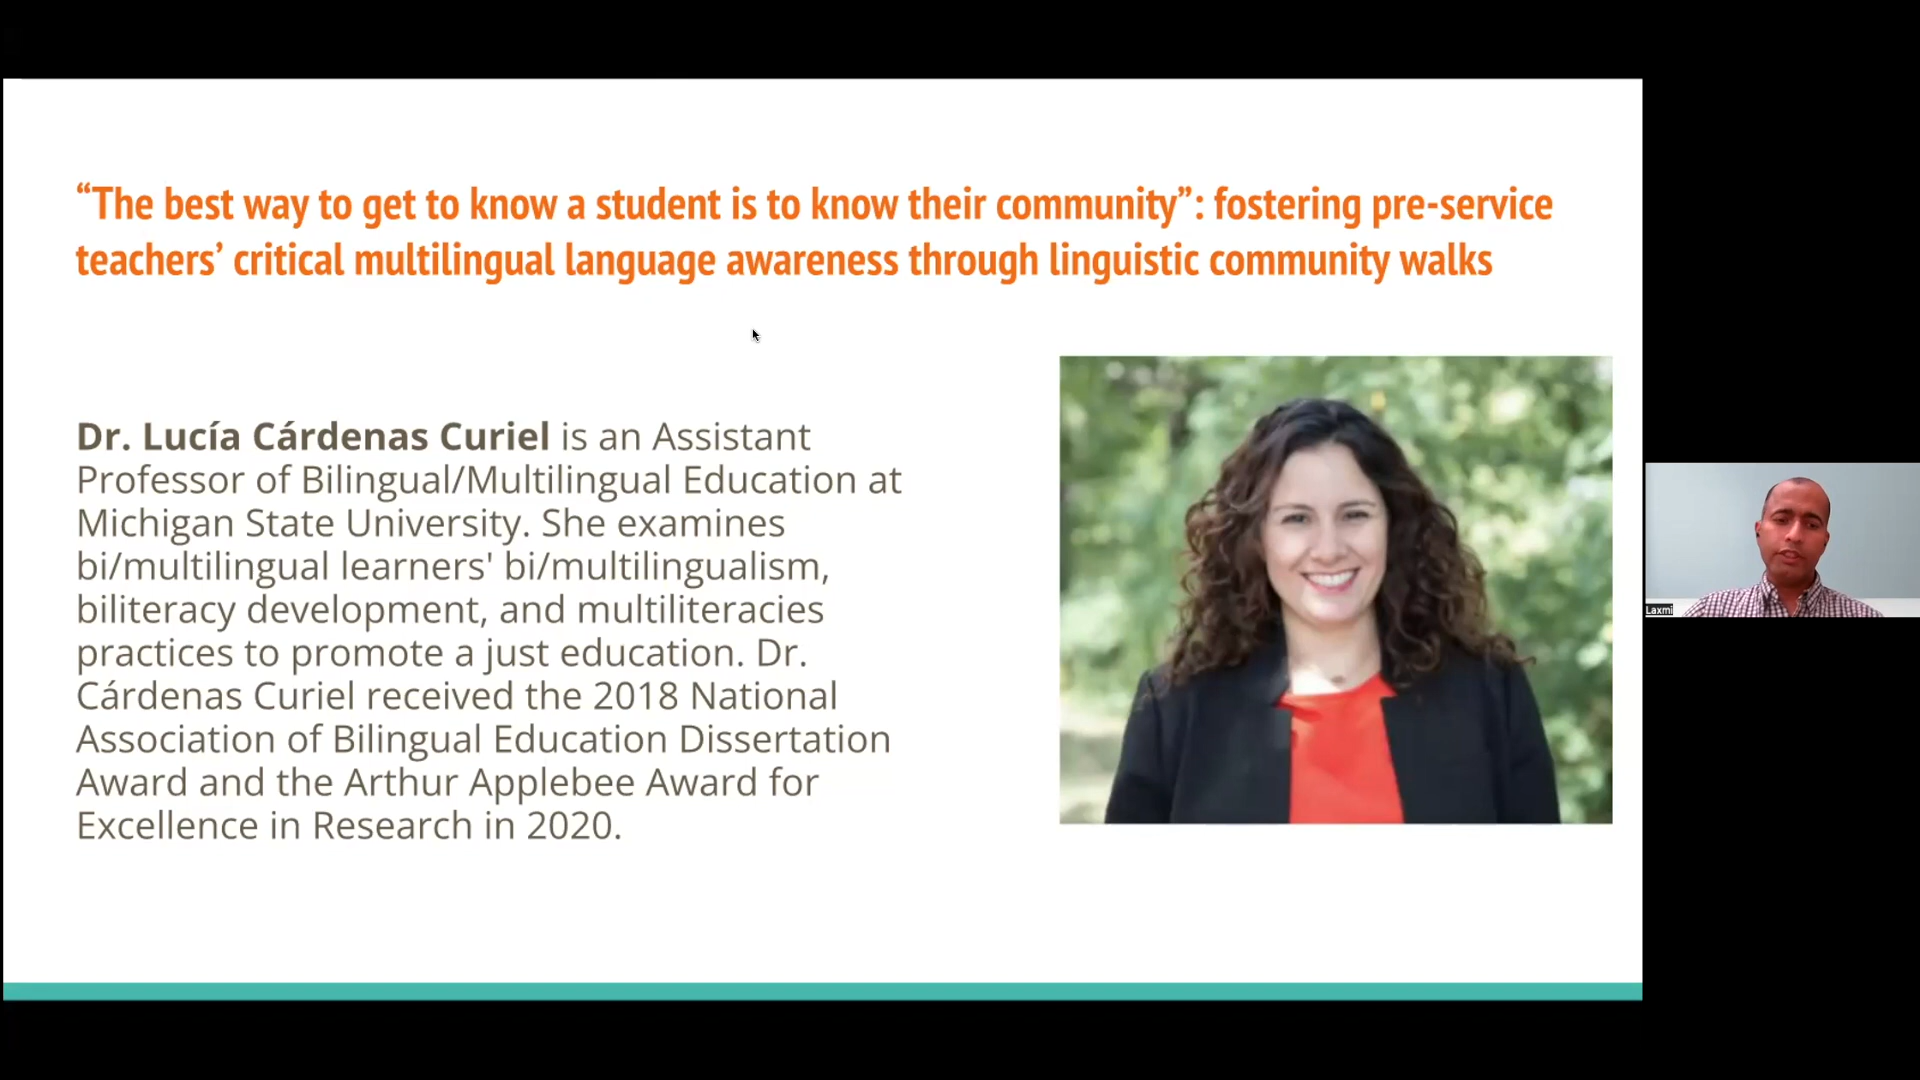 “The best way to get to know a student is to know their community”: fostering pre-service
teachers’ critical multilingual language awareness through linguistic community walks
Dr. Lucía Cárdenas Curiel is an Assistant
Professor of Bilingual/Multilingual Education at
Michigan State University. She examines
bi/multilingual learners' bi/multilingualism,
biliteracy development, and multiliteracies
practices to promote a just education. Dr.
Cárdenas Curiel received the 2018 National
Association of Bilingual Education Dissertation
Award and the Arthur Applebee Award for
Excellence in Research in 2020.
Laxmi